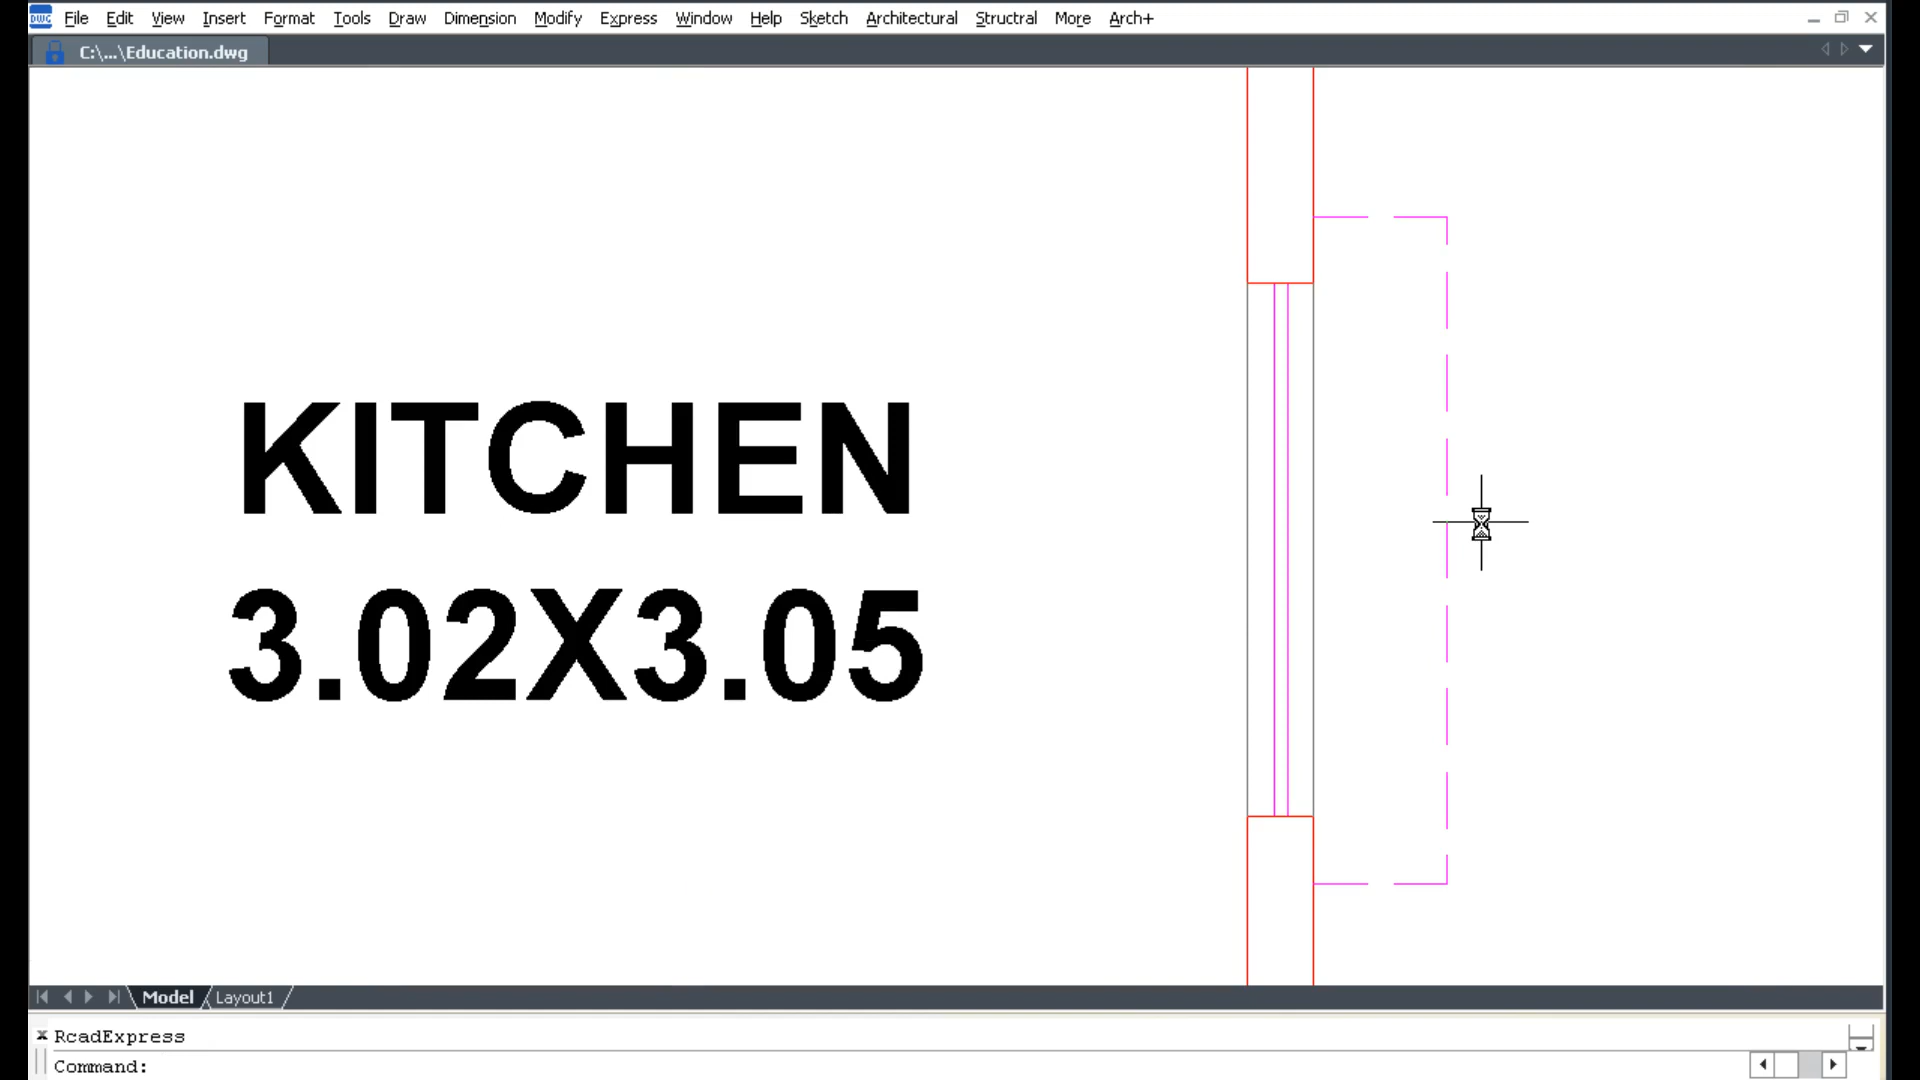 DWG File Edit View Insert Format Tools Draw Dimension Modify Express Window Help Sketch Architectural Structral More Arch+
C:\...\Education.dwg
KITCHEN
3.02X3.05
Model Layout1
RcadExpress
Command: